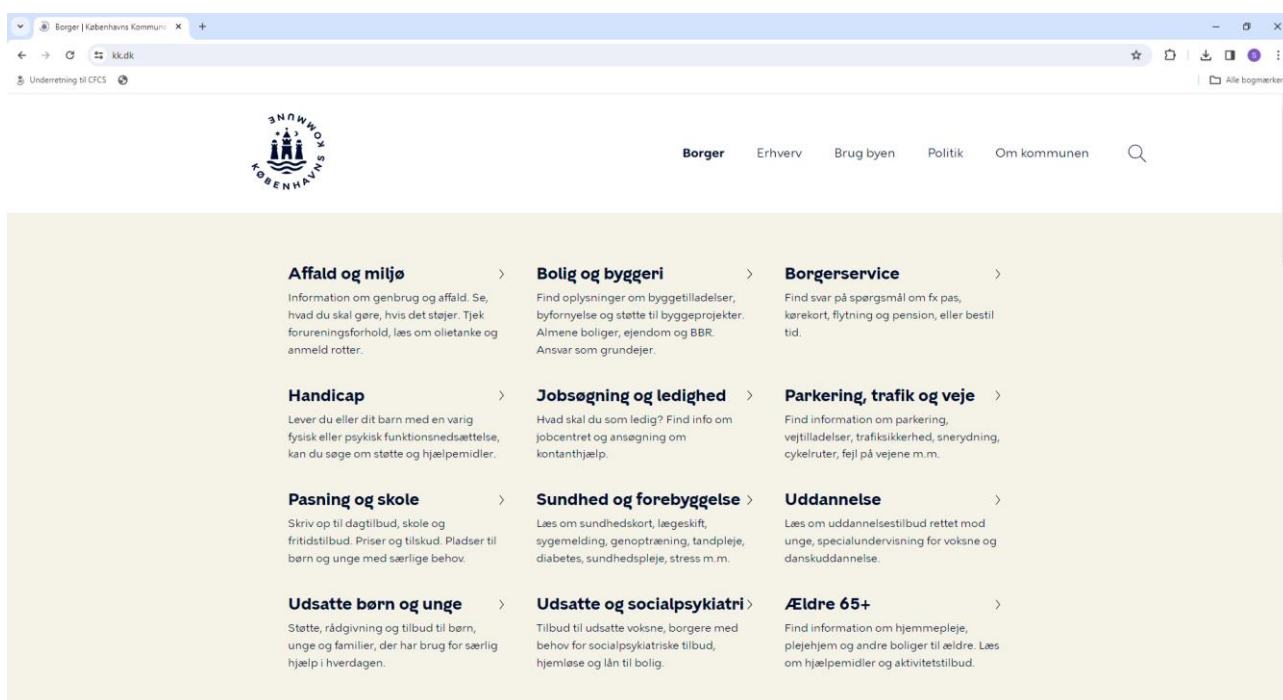 Borger | Københavns Kommune
kk.dk
Underretning til CFCS
Alle bogmærker
KØBENHAVNS KOMMUNE
Borger Erhverv Brug byen Politik Om kommunen
Affald og miljø
Information om genbrug og affald. Se,
hvad du skal gøre, hvis det støjer. Tjek
forureningsforhold, læs om olietanke og
anmeld rotter.
Bolig og byggeri
Find oplysninger om byggetilladelser,
byfornyelse og støtte til byggeprojekter.
Almene boliger, ejendom og BBR.
Ansvar som grundejer.
Borgerservice
Find svar på spørgsmål om fx pas,
kørekort, flytning og pension, eller bestil
tid.
Handicap
Lever du eller dit barn med en varig
fysisk eller psykisk funktionsnedsættelse,
kan du søge om støtte og hjælpemidler.
Jobsøgning og ledighed
Hvad skal du som ledig? Find info om
jobcentret og ansøgning om
kontanthjælp.
Parkering, trafik og veje
Find information om parkering,
vejtilladelser, trafiksikkerhed, snerydning,
cykelruter, fejl på vejene m.m.
Pasning og skole
Skriv op til dagtilbud, skole og
fritidstilbud. Priser og tilskud. Pladser til
børn og unge med særlige behov.
Sundhed og forebyggelse
Læs om sundhedskort, lægeskift,
sygemelding, genoptræning, tandpleje,
diabetes, sundhedspleje, stress m.m.
Uddannelse
Læs om uddannelsestilbud rettet mod
unge, specialundervisning for voksne og
danskuddannelse.
Udsatte børn og unge
Støtte, rådgivning og tilbud til børn,
unge og familier, der har brug for særlig
hjælp i hverdagen.
Udsatte og socialpsykiatri
Tilbud til udsatte voksne, borgere med
behov for socialpsykiatriske tilbud,
hjemløse og lån til bolig.
Ældre 65+
Find information om hjemmepleje,
plejehjem og andre boliger til ældre. Læs
om hjælpemidler og aktivitetstilbud.